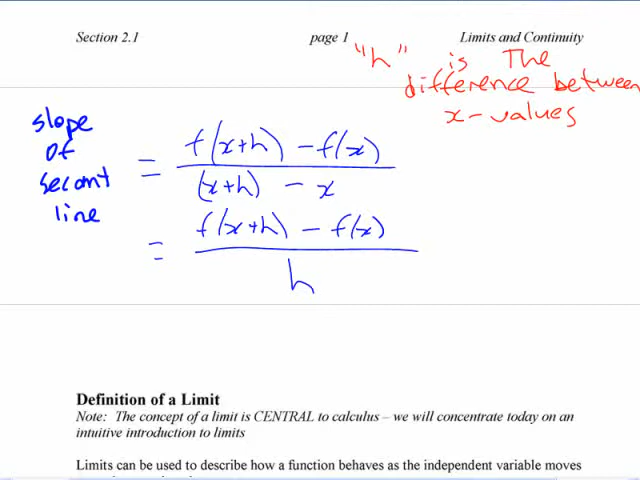 Section 2.1 page 1 Limits and Continuity
"h" is The
difference between
x-values
slope
of
secant
line
= f(x+h) - f(x)
(x+h) - x
= f(x+h) - f(x)
h
Definition of a Limit
Note: The concept of a limit is CENTRAL to calculus – we will concentrate today on an
intuitive introduction to limits
Limits can be used to describe how a function behaves as the independent variable moves